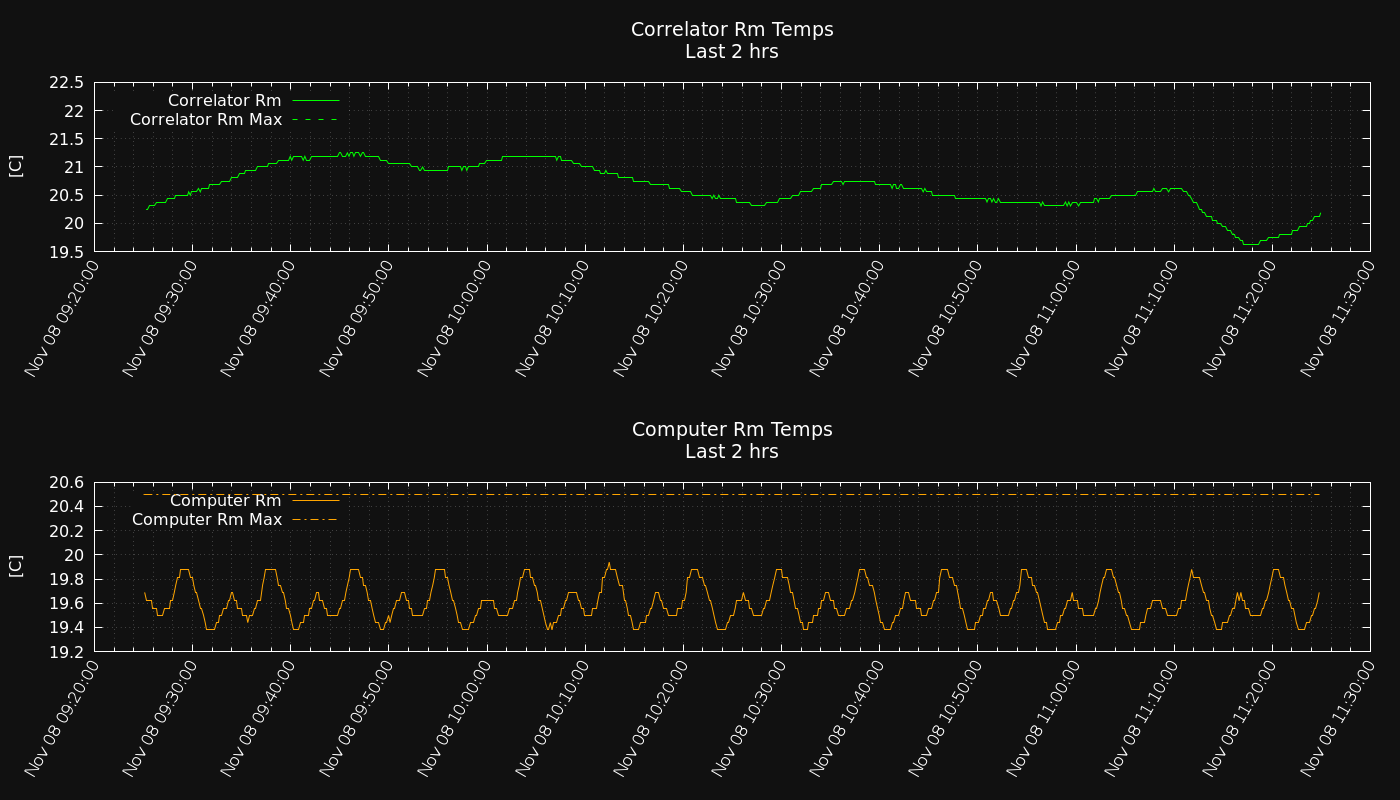 Correlator Rm Temps
Last 2 hrs
22.5
22
21.5
21
20.5
20
19.5
[C]
Correlator Rm
Correlator Rm Max
Nov 08 09:20:00
Nov 08 09:30:00
Nov 08 09:40:00
Nov 08 09:50:00
Nov 08 10:00:00
Nov 08 10:10:00
Nov 08 10:20:00
Nov 08 10:30:00
Nov 08 10:40:00
Nov 08 10:50:00
Nov 08 11:00:00
Nov 08 11:10:00
Nov 08 11:20:00
Nov 08 11:30:00
Computer Rm Temps
Last 2 hrs
20.6
20.4
20.2
20
19.8
19.6
19.4
19.2
[C]
Computer Rm
Computer Rm Max
Nov 08 09:20:00
Nov 08 09:30:00
Nov 08 09:40:00
Nov 08 09:50:00
Nov 08 10:00:00
Nov 08 10:10:00
Nov 08 10:20:00
Nov 08 10:30:00
Nov 08 10:40:00
Nov 08 10:50:00
Nov 08 11:00:00
Nov 08 11:10:00
Nov 08 11:20:00
Nov 08 11:30:00